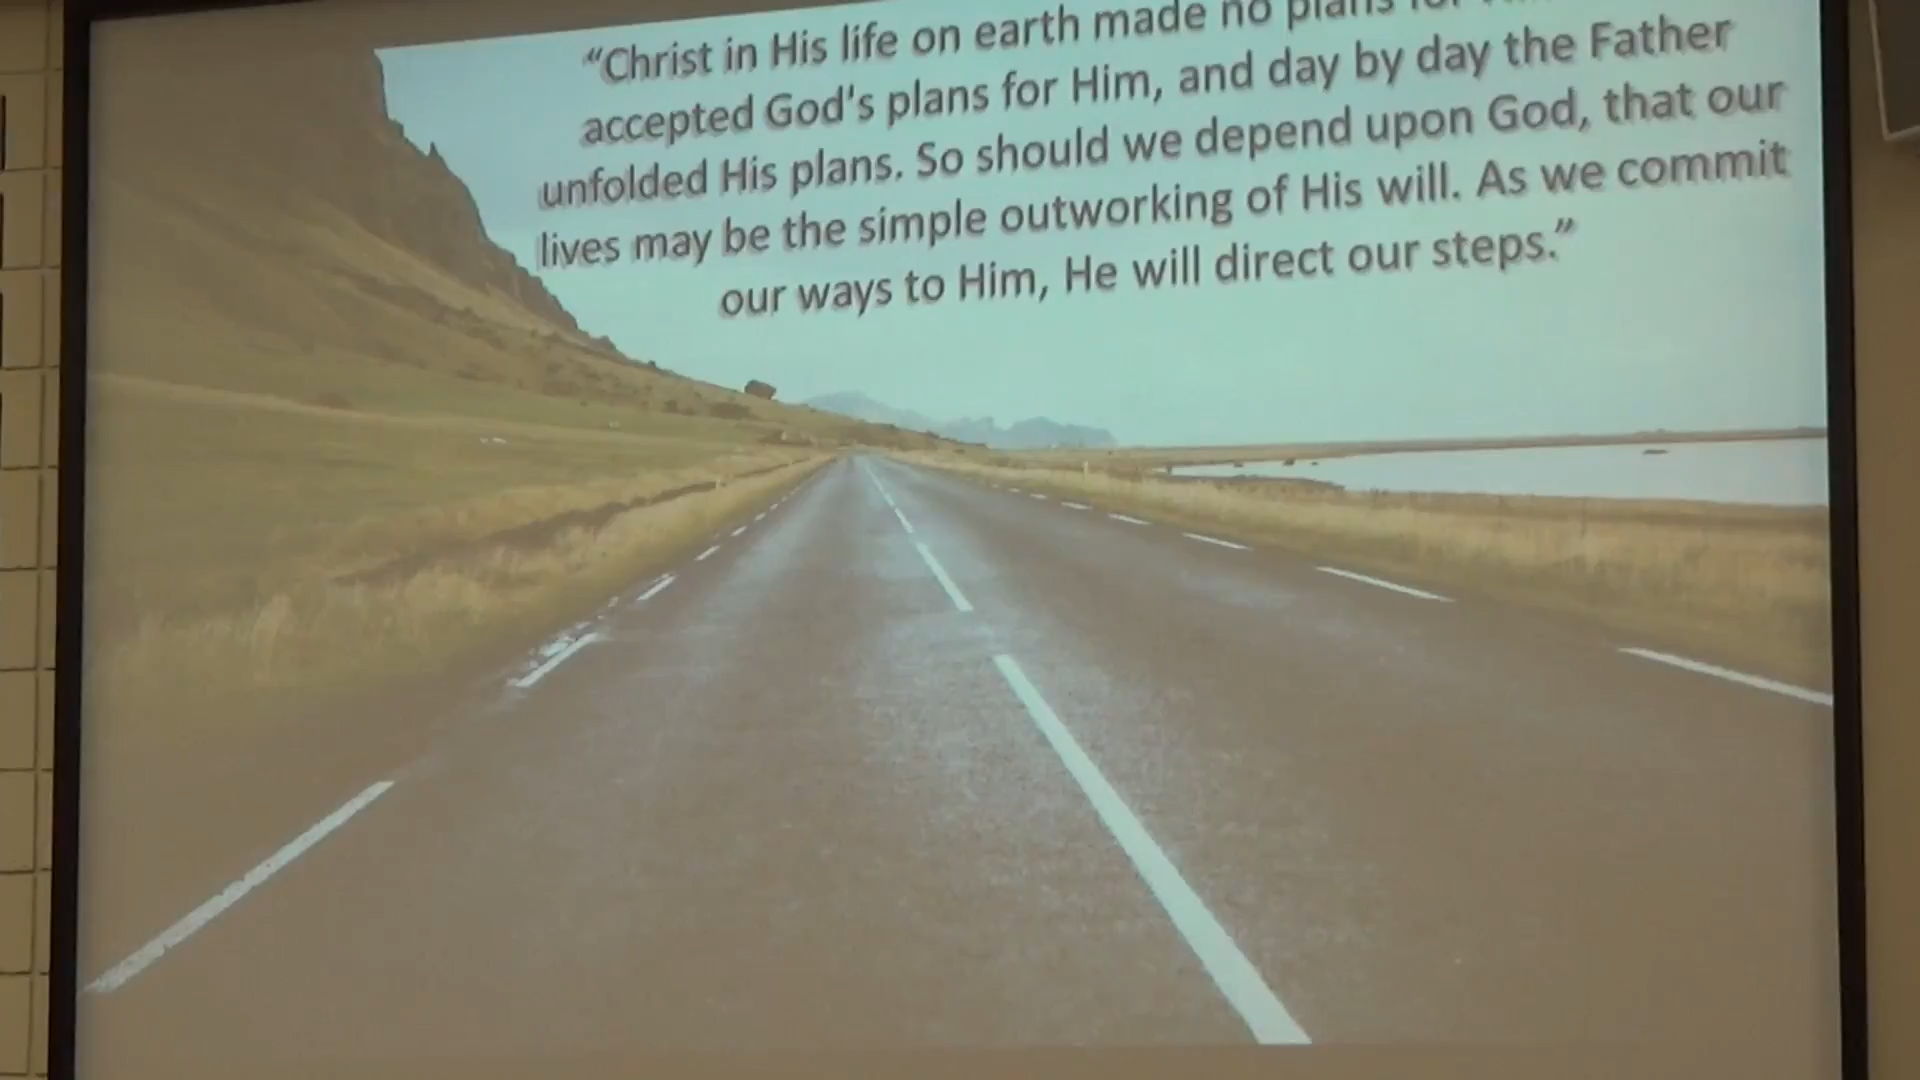 “Christ in His life on earth made no plans for
accepted God's plans for Him, and day by day the Father
unfolded His plans. So should we depend upon God, that our
lives may be the simple outworking of His will. As we commit
our ways to Him, He will direct our steps.”